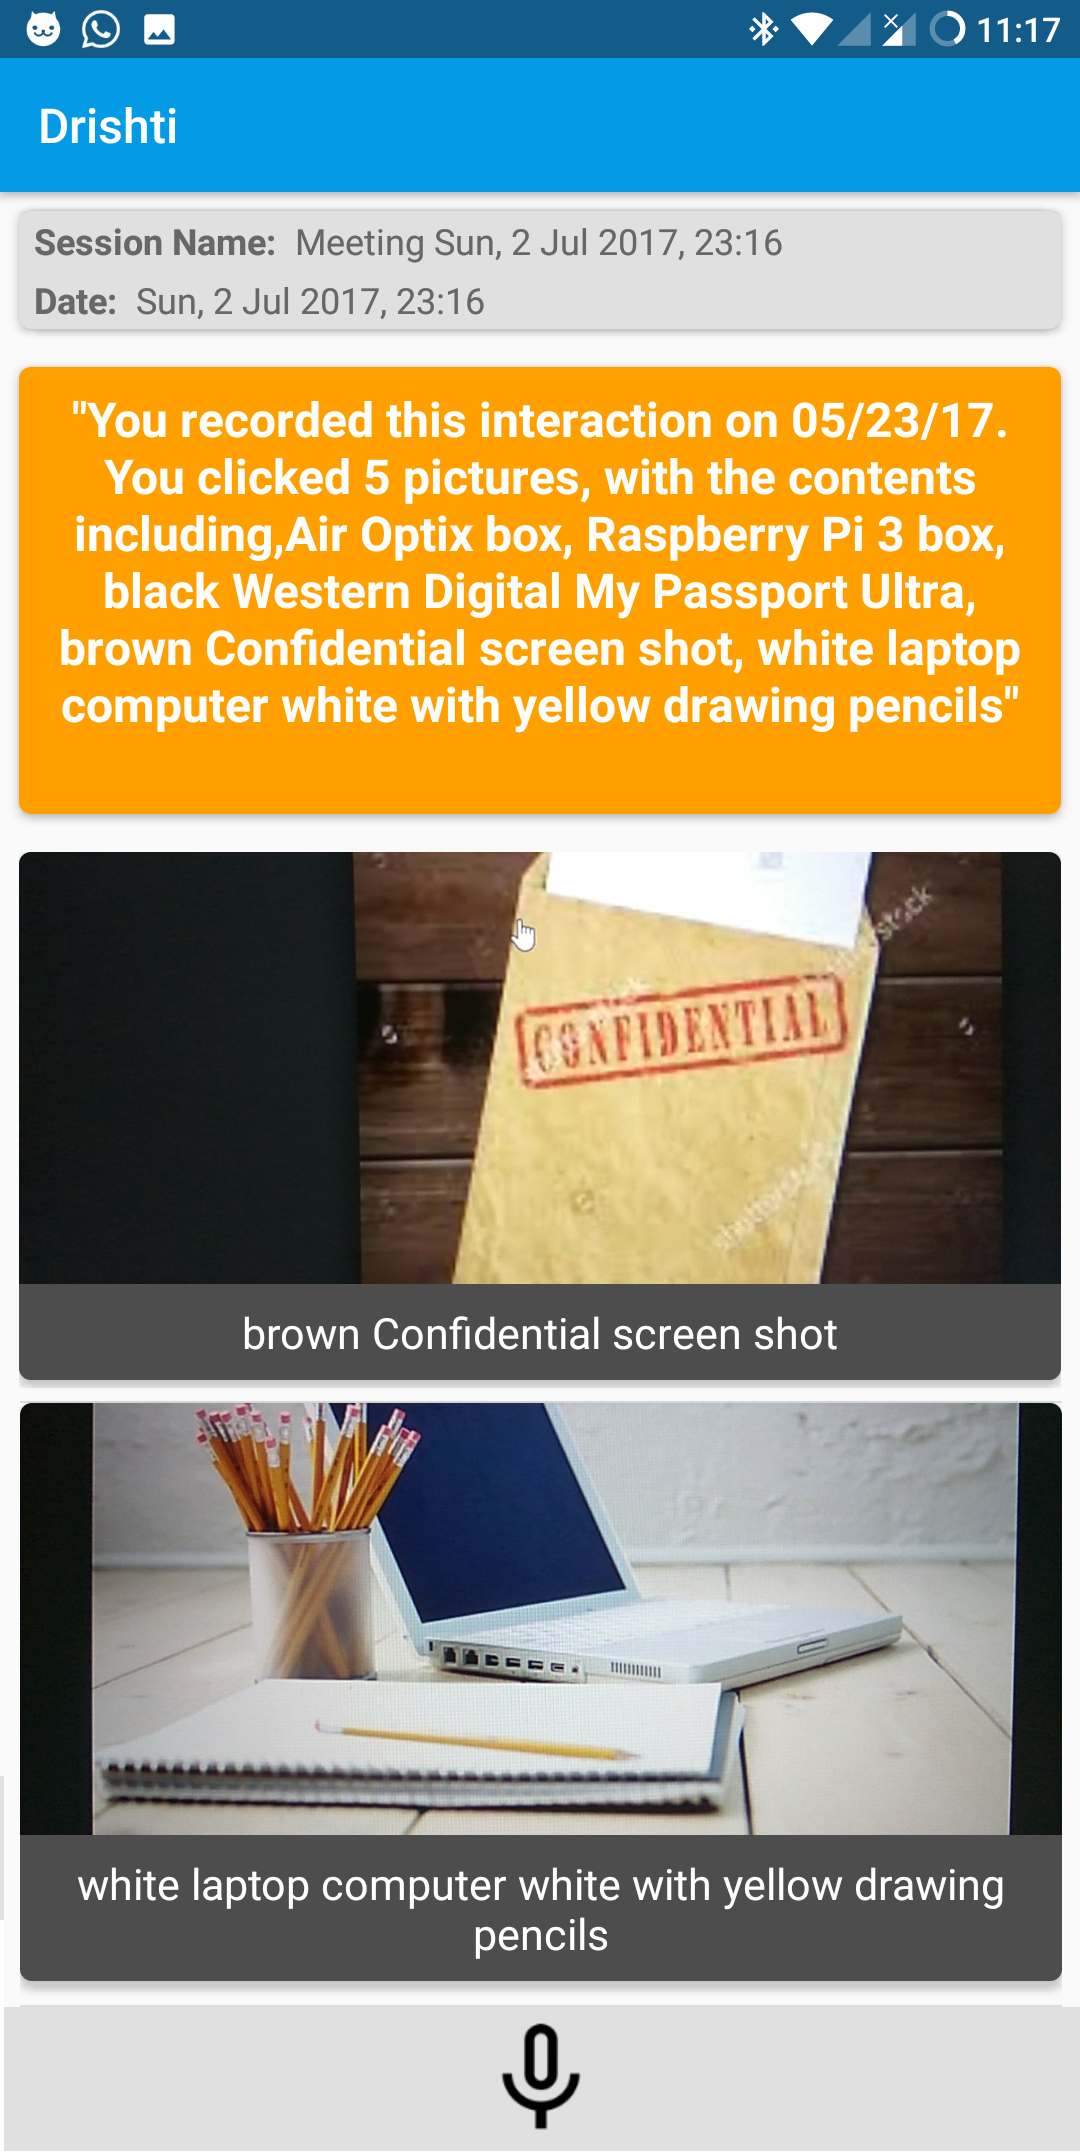 11:17
Drishti
Session Name: Meeting Sun, 2 Jul 2017, 23:16
Date: Sun, 2 Jul 2017, 23:16
"You recorded this interaction on 05/23/17.
You clicked 5 pictures, with the contents
including,Air Optix box, Raspberry Pi 3 box,
black Western Digital My Passport Ultra,
brown Confidential screen shot, white laptop
computer white with yellow drawing pencils"
CONFIDENTIAL
brown Confidential screen shot
white laptop computer white with yellow drawing
pencils